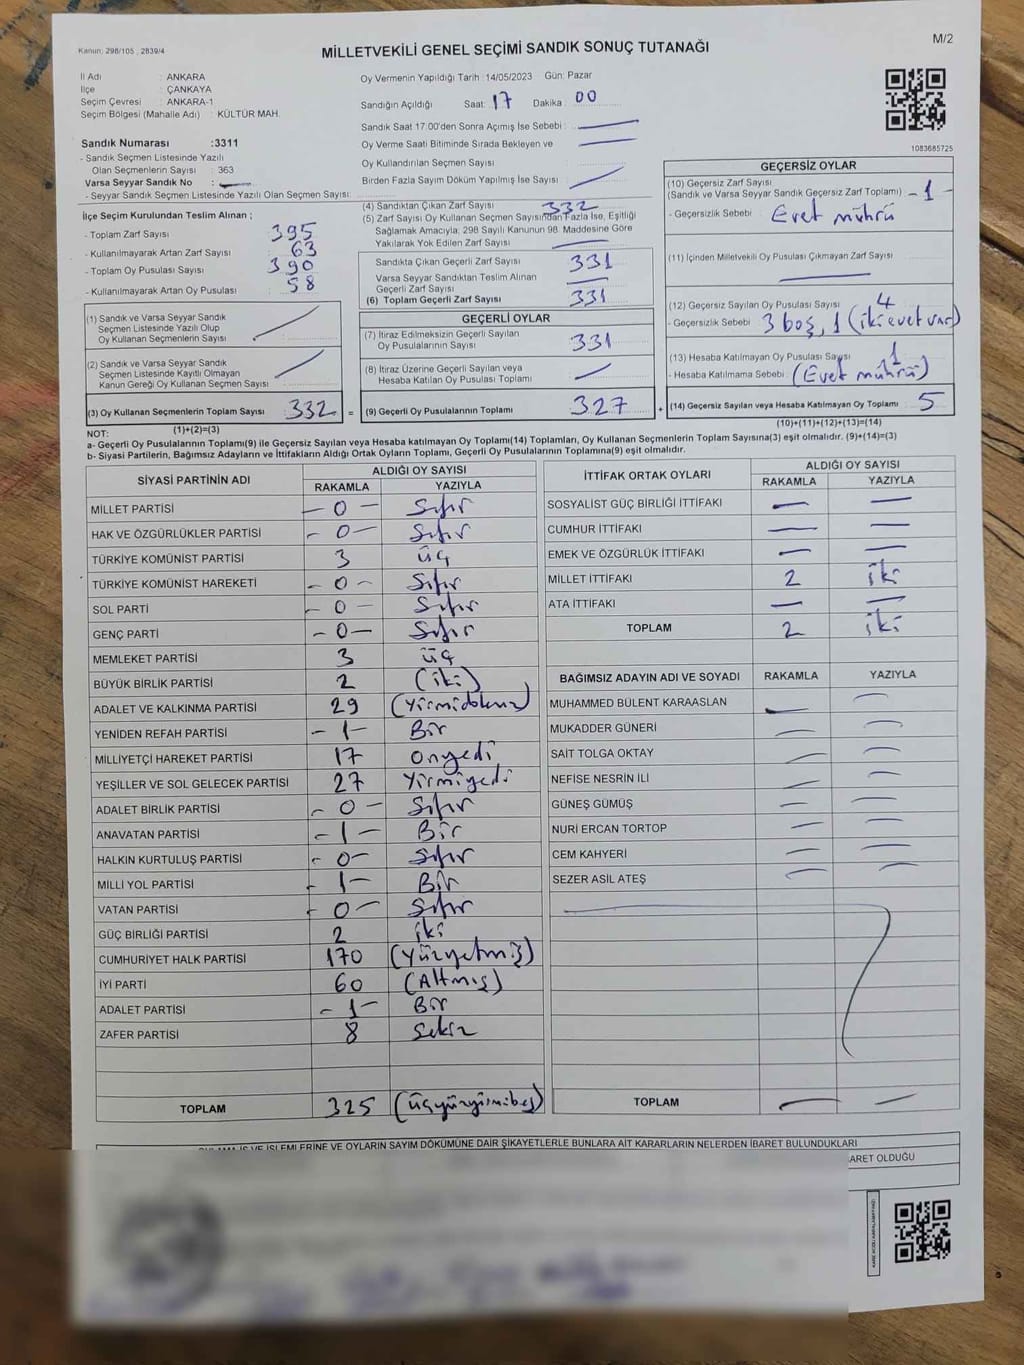 Kanun: 298/105 , 2839/4
M/2
MİLLETVEKİLİ GENEL SEÇİMİ SANDIK SONUÇ TUTANAĞI
İl Adı : ANKARA
İlçe : ÇANKAYA
Seçim Çevresi : ANKARA-1
Seçim Bölgesi (Mahalle Adı) : KÜLTÜR MAH.
Sandık Numarası :3311
- Sandık Seçmen Listesinde Yazılı
Olan Seçmenlerin Sayısı : 363
Varsa Seyyar Sandık No :
- Seyyar Sandık Seçmen Listesinde Yazılı Olan Seçmen Sayısı:
Oy Vermenin Yapıldığı Tarih :14/05/2023 Gün: Pazar
Sandığın Açıldığı Saat: 17 Dakika : 00
Sandık Saat 17:00'den Sonra Açımış İse Sebebi :
Oy Verme Saati Bitiminde Sırada Bekleyen ve :
Oy Kullandırılan Seçmen Sayısı
Birden Fazla Sayım Döküm Yapılmış İse Sayısı :
1083685725
İlçe Seçim Kurulundan Teslim Alınan ;
- Toplam Zarf Sayısı : 395
- Kullanılmayarak Artan Zarf Sayısı : 63
- Toplam Oy Pusulası Sayısı : 390
- Kullanılmayarak Artan Oy Pusulası : 58
(4) Sandıktan Çıkan Zarf Sayısı : 332
(5) Zarf Sayısı Oy Kullanan Seçmen Sayısından Fazla İse, Eşitliği
Sağlamak Amacıyla, 298 Sayılı Kanunun 98. Maddesine Göre
Yakılarak Yok Edilen Zarf Sayısı :
Sandıkta Çıkan Geçerli Zarf Sayısı : 331
Varsa Seyyar Sandıktan Teslim Alınan
Geçerli Zarf Sayısı :
(6) Toplam Geçerli Zarf Sayısı : 331
GEÇERSİZ OYLAR
(10) Geçersiz Zarf Sayısı
(Sandık ve Varsa Seyyar Sandık Geçersiz Zarf Toplamı) - 1
- Geçersizlik Sebebi : Evet mührü
(11) İçinden Milletvekili Oy Pusulası Çıkmayan Zarf Sayısı
(12) Geçersiz Sayılan Oy Pusulası Sayısı : 4
- Geçersizlik Sebebi : 3 boş, 1 (iki evet var)
(13) Hesaba Katılmayan Oy Pusulası Sayısı : 1
- Hesaba Katılmama Sebebi : (Evet mührü)
(14) Geçersiz Sayılan veya Hesaba Katılmayan Oy Toplamı : 5
(10)+(11)+(12)+(13)=(14)
(1) Sandık ve Varsa Seyyar Sandık
Seçmen Listesinde Yazılı Olup
Oy Kullanan Seçmenlerin Sayısı :
(2) Sandık ve Varsa Seyyar Sandık
Seçmen Listesinde Kayıtlı Olmayan
Kanun Gereği Oy Kullanan Seçmen Sayısı :
(3) Oy Kullanan Seçmenlerin Toplam Sayısı : 332 =
(1)+(2)=(3)
GEÇERLİ OYLAR
(7) İtiraz Edilmeksizin Geçerli Sayılan
Oy Pusulalarının Sayısı : 331
(8) İtiraz Üzerine Geçerli Sayılan veya
Hesaba Katılan Oy Pusulası Toplamı :
(9) Geçerli Oy Pusulalarının Toplamı : 327 +
NOT:
a- Geçerli Oy Pusulalarının Toplamı(9) ile Geçersiz Sayılan veya Hesaba katılmayan Oy Toplamı(14) Toplamları, Oy Kullanan Seçmenlerin Toplam Sayısına(3) eşit olmalıdır. (9)+(14)=(3)
b- Siyasi Partilerin, Bağımsız Adayların ve İttifakların Aldığı Ortak Oyların Toplamı, Geçerli Oy Pusulalarının Toplamına(9) eşit olmalıdır.
SİYASİ PARTİNİN ADI ALDIĞI OY SAYISI
RAKAMLA YAZIYLA
MİLLET PARTİSİ - 0 - Sıfır
HAK VE ÖZGÜRLÜKLER PARTİSİ - 0 - Sıfır
TÜRKİYE KOMÜNİST PARTİSİ 3 üç
TÜRKİYE KOMÜNİST HAREKETİ - 0 - Sıfır
SOL PARTİ - 0 - Sıfır
GENÇ PARTİ - 0 - Sıfır
MEMLEKET PARTİSİ 3 üç
BÜYÜK BİRLİK PARTİSİ 2 (iki)
ADALET VE KALKINMA PARTİSİ 29 (Yirmidokuz)
YENİDEN REFAH PARTİSİ - 1 - Bir
MİLLİYETÇİ HAREKET PARTİSİ 17 Onyedi
YEŞİLLER VE SOL GELECEK PARTİSİ 27 Yirmiyedi
ADALET BİRLİK PARTİSİ - 0 - Sıfır
ANAVATAN PARTİSİ - 1 - Bir
HALKIN KURTULUŞ PARTİSİ - 0 - Sıfır
MİLLİ YOL PARTİSİ - 1 - Bir
VATAN PARTİSİ - 0 - Sıfır
GÜÇ BİRLİĞİ PARTİSİ 2 iki
CUMHURİYET HALK PARTİSİ 170 (Yüzyetmiş)
İYİ PARTİ 60 (Altmış)
ADALET PARTİSİ - 1 - Bir
ZAFER PARTİSİ 8 Sekiz
TOPLAM 325 (üçyüzyirmibeş)
İTTİFAK ORTAK OYLARI ALDIĞI OY SAYISI
RAKAMLA YAZIYLA
SOSYALİST GÜÇ BİRLİĞİ İTTİFAKI
CUMHUR İTTİFAKI
EMEK VE ÖZGÜRLÜK İTTİFAKI
MİLLET İTTİFAKI 2 iki
ATA İTTİFAKI
TOPLAM 2 iki
BAĞIMSIZ ADAYIN ADI VE SOYADI RAKAMLA YAZIYLA
MUHAMMED BÜLENT KARAASLAN
MUKADDER GÜNERİ
SAİT TOLGA OKTAY
NEFİSE NESRİN İLİ
GÜNEŞ GÜMÜŞ
NURİ ERCAN TORTOP
CEM KAHYERİ
SEZER ASİL ATEŞ
TOPLAM
İŞ VE İŞLEMLERİNE VE OYLARIN SAYIM DÖKÜMÜNE DAİR ŞİKAYETLERLE BUNLARA AİT KARARLARIN NELERDEN İBARET BULUNDUKLARI
ARET OLDUĞU